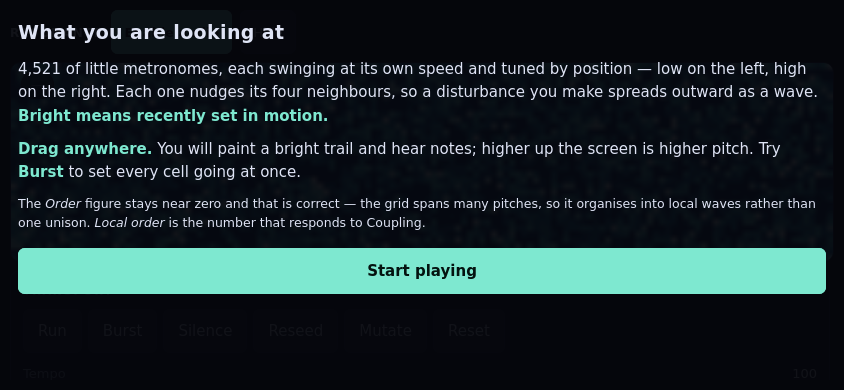 What you are looking at
4,521 of little metronomes, each swinging at its own speed and tuned by position — low on the left, high
on the right. Each one nudges its four neighbours, so a disturbance you make spreads outward as a wave.
Bright means recently set in motion.
Drag anywhere. You will paint a bright trail and hear notes; higher up the screen is higher pitch. Try
Burst to set every cell going at once.
The Order figure stays near zero and that is correct — the grid spans many pitches, so it organises into local waves rather than
one unison. Local order is the number that responds to Coupling.
Start playing
Run Burst Silence Reseed Mutate Reset
Tempo 100